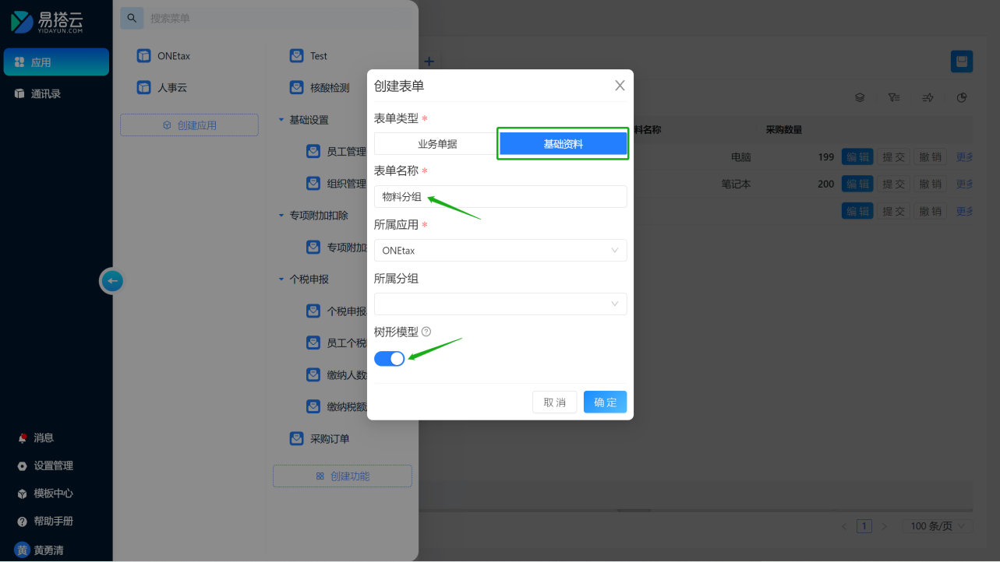 易搭云
YIDAYUN.COM
应用
通讯录
消息
设置管理
模板中心
帮助手册
黄 黄勇清
搜索菜单
ONEtax
人事云
创建应用
Test
核酸检测
基础设置
员工管理
组织管理
专项附加扣除
专项附加
个税申报
个税申报
员工个税
缴纳人数
缴纳税额
采购订单
创建功能
创建表单
表单类型 *
业务单据 基础资料
表单名称 *
物料分组
所属应用 *
ONEtax
所属分组
树形模型
取 消 确 定
料名称 采购数量
电脑 199 编 辑 提 交 撤 销 更多
笔记本 200 编 辑 提 交 撤 销 更多
编 辑 提 交 撤 销 更多
< 1 > 100 条/页